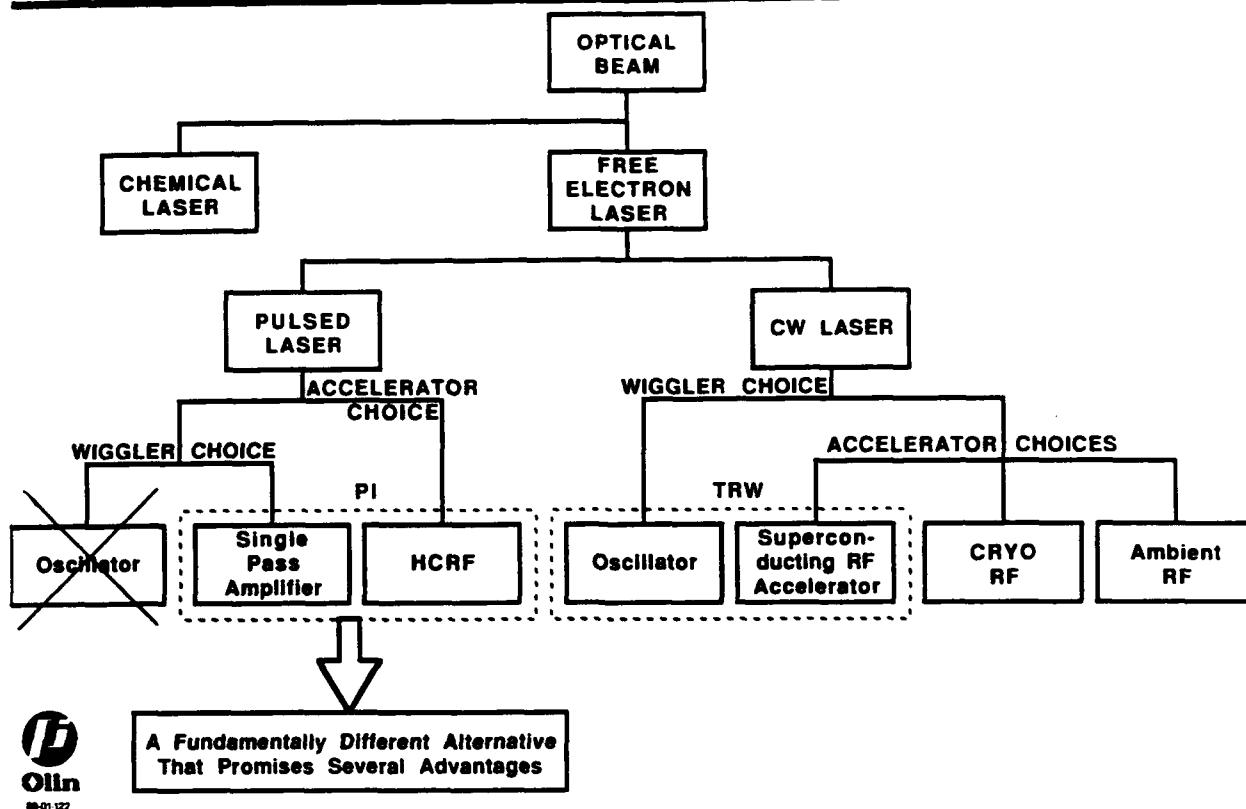 OPTICAL
BEAM
CHEMICAL
LASER
FREE
ELECTRON
LASER
PULSED
LASER
CW LASER
ACCELERATOR
CHOICE
WIGGLER CHOICE
WIGGLER CHOICE
ACCELERATOR CHOICES
PI
TRW
Oscillator
Single
Pass
Amplifier
HCRF
Oscillator
Supercon-
ducting RF
Accelerator
CRYO
RF
Ambient
RF
A Fundamentally Different Alternative
That Promises Several Advantages
Olin